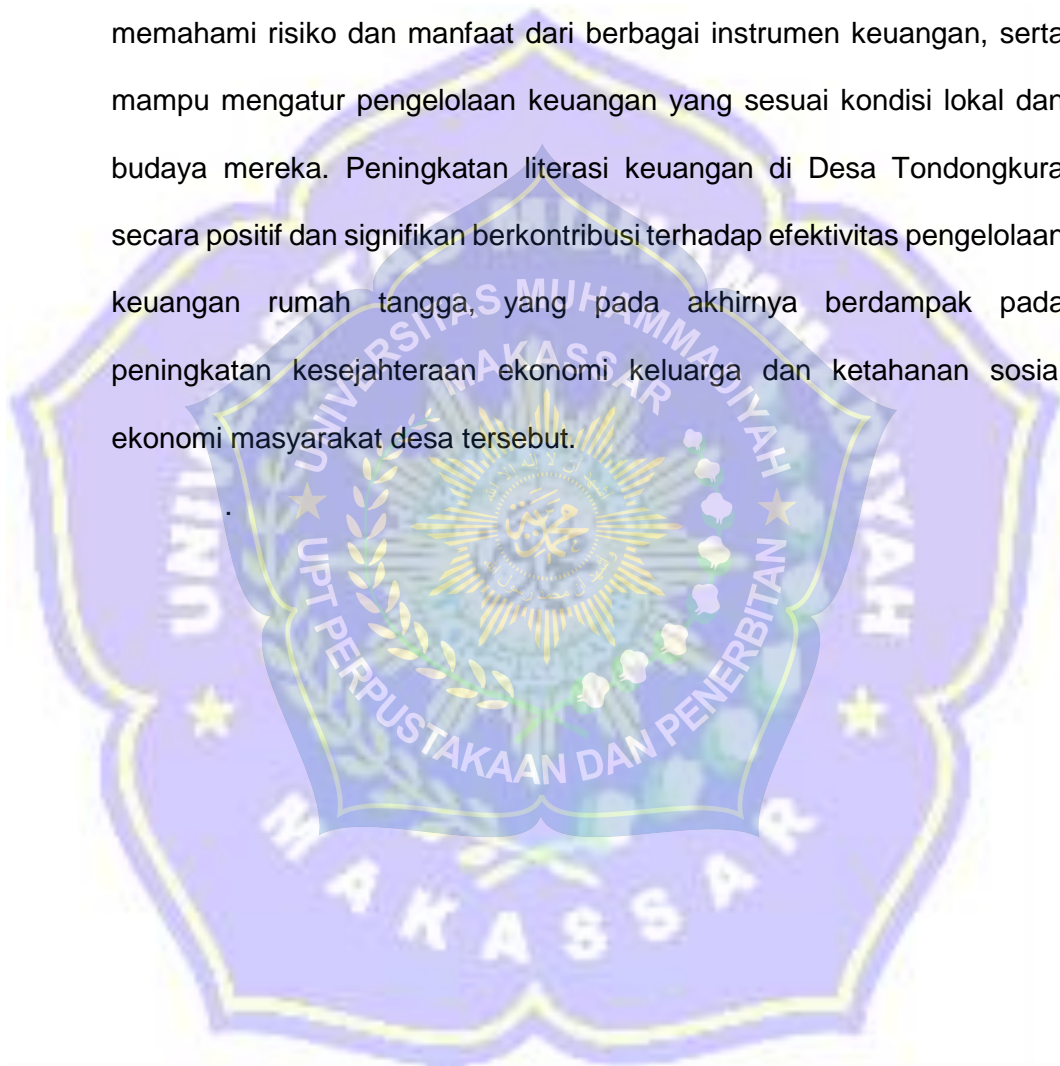 memahami risiko dan manfaat dari berbagai instrumen keuangan, serta
mampu mengatur pengelolaan keuangan yang sesuai kondisi lokal dan
budaya mereka. Peningkatan literasi keuangan di Desa Tondongkura
secara positif dan signifikan berkontribusi terhadap efektivitas pengelolaan
keuangan rumah tangga, yang pada akhirnya berdampak pada
peningkatan kesejahteraan ekonomi keluarga dan ketahanan sosia
ekonomi masyarakat desa tersebut.
.
UNIVERSITAS MUHAMMADIYAH
MAKASSAR
UPT PERPUSTAKAAN DAN PENERBITAN
MAKASSAR